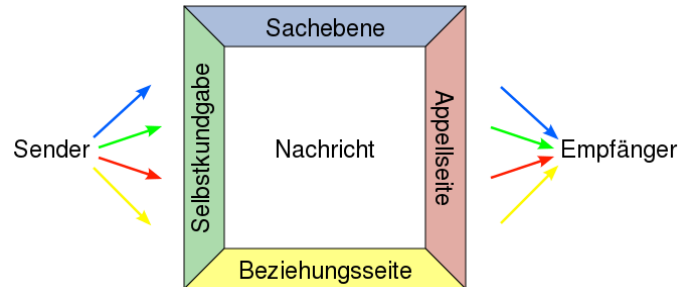 Sachebene
Sender
Selbstkundgabe
Nachricht
Appellseite
Empfänger
Beziehungsseite